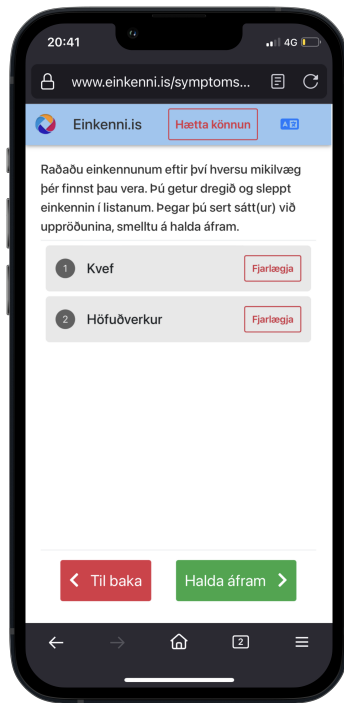 20:41
4G
www.einkenni.is/symptoms...
Einkenni.is
Hætta könnun
Raðaðu einkennunum eftir því hversu mikilvæg
þér finnst þau vera. Þú getur dregið og sleppt
einkennin í listanum. Þegar þú sert sátt(ur) við
uppröðunina, smelltu á halda áfram.
1 Kvef Fjarlægja
2 Höfuðverkur Fjarlægja
Til baka
Halda áfram
2